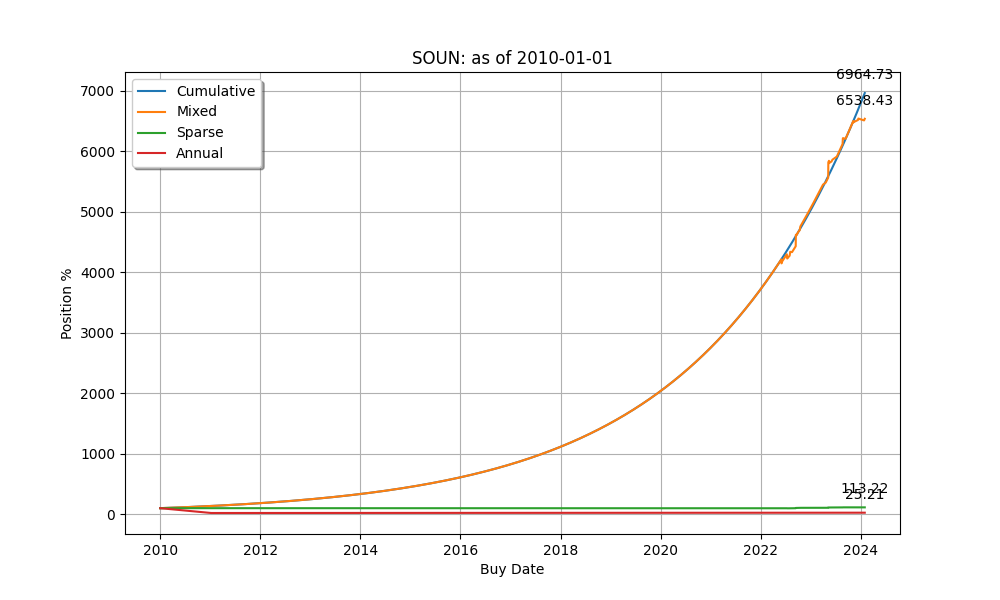 SOUN: as of 2010-01-01
6964.73
6538.43
Cumulative
Mixed
Sparse
Annual
7000
6000
5000
4000
3000
2000
1000
0
Position %
113.22
25.21
2010 2012 2014 2016 2018 2020 2022 2024
Buy Date